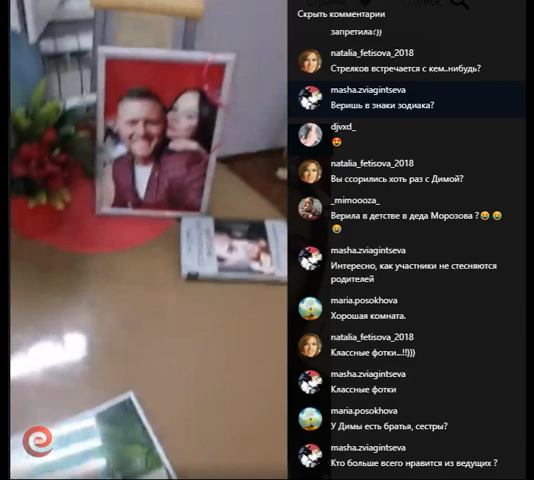 Скрыть комментарии
запретила:))
natalia_fetisova_2018
Стрелков встречается с кем..нибудь?
masha.zviagintseva
Веришь в знаки зодиака?
djvxd_
😍
natalia_fetisova_2018
Вы ссорились хоть раз с Димой?
_mimoooza_
Верила в детстве в деда Морозова ?😂 😂
😂
masha.zviagintseva
Интересно, как участники не стесняются
родителей
maria.posokhova
Хорошая комната.
natalia_fetisova_2018
Классные фотки...!!)))
masha.zviagintseva
Классные фотки
maria.posokhova
У Димы есть братья, сестры?
masha.zviagintseva
Кто больше всего нравится из ведущих ?